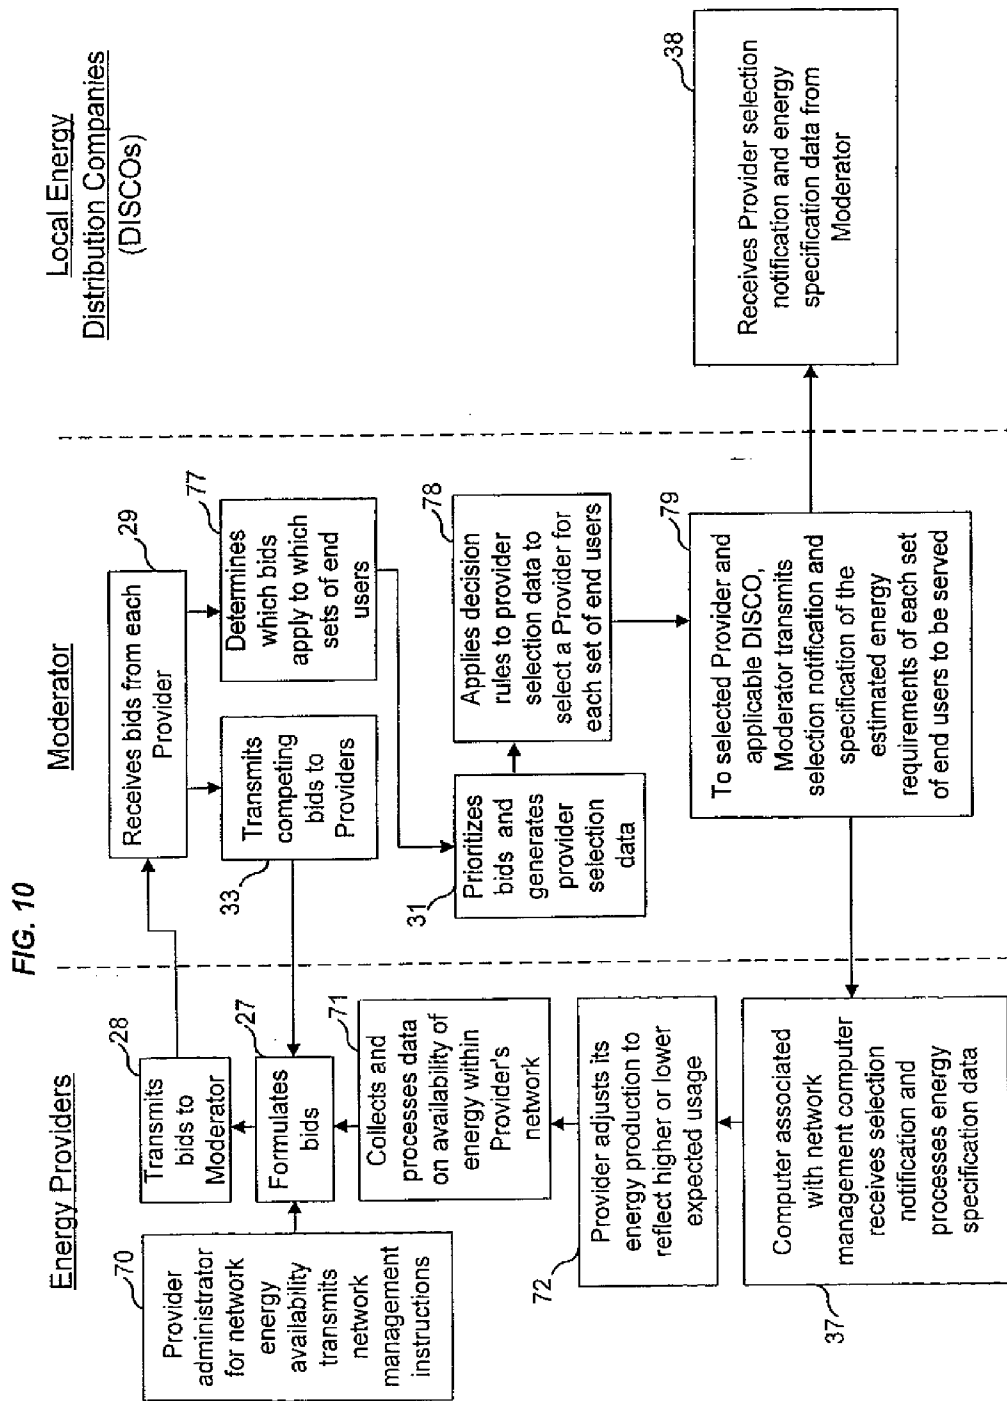 FIG. 10
Energy Providers
Moderator
Local Energy
Distribution Companies
(DISCOs)
70
Provider
administrator
for network
energy
availability
transmits
network
management
instructions
28
Transmits
bids to
Moderator
27
Formulates
bids
71
Collects and
processes data
on availability of
energy within
Provider's
network
72
Provider adjusts its
energy production to
reflect higher or lower
expected usage
37
Computer associated
with network
management computer
receives selection
notification and
processes energy
specification data
29
Receives bids from each
Provider
33
Transmits
competing
bids to
Providers
77
Determines
which bids
apply to which
sets of end
users
31
Prioritizes
bids and
generates
provider
selection
data
78
Applies decision
rules to provider
selection data to
select a Provider for
each set of end users
79
To selected Provider and
applicable DISCO,
Moderator transmits
selection notification and
specification of the
estimated energy
requirements of each set
of end users to be served
38
Receives Provider selection
notification and energy
specification data from
Moderator